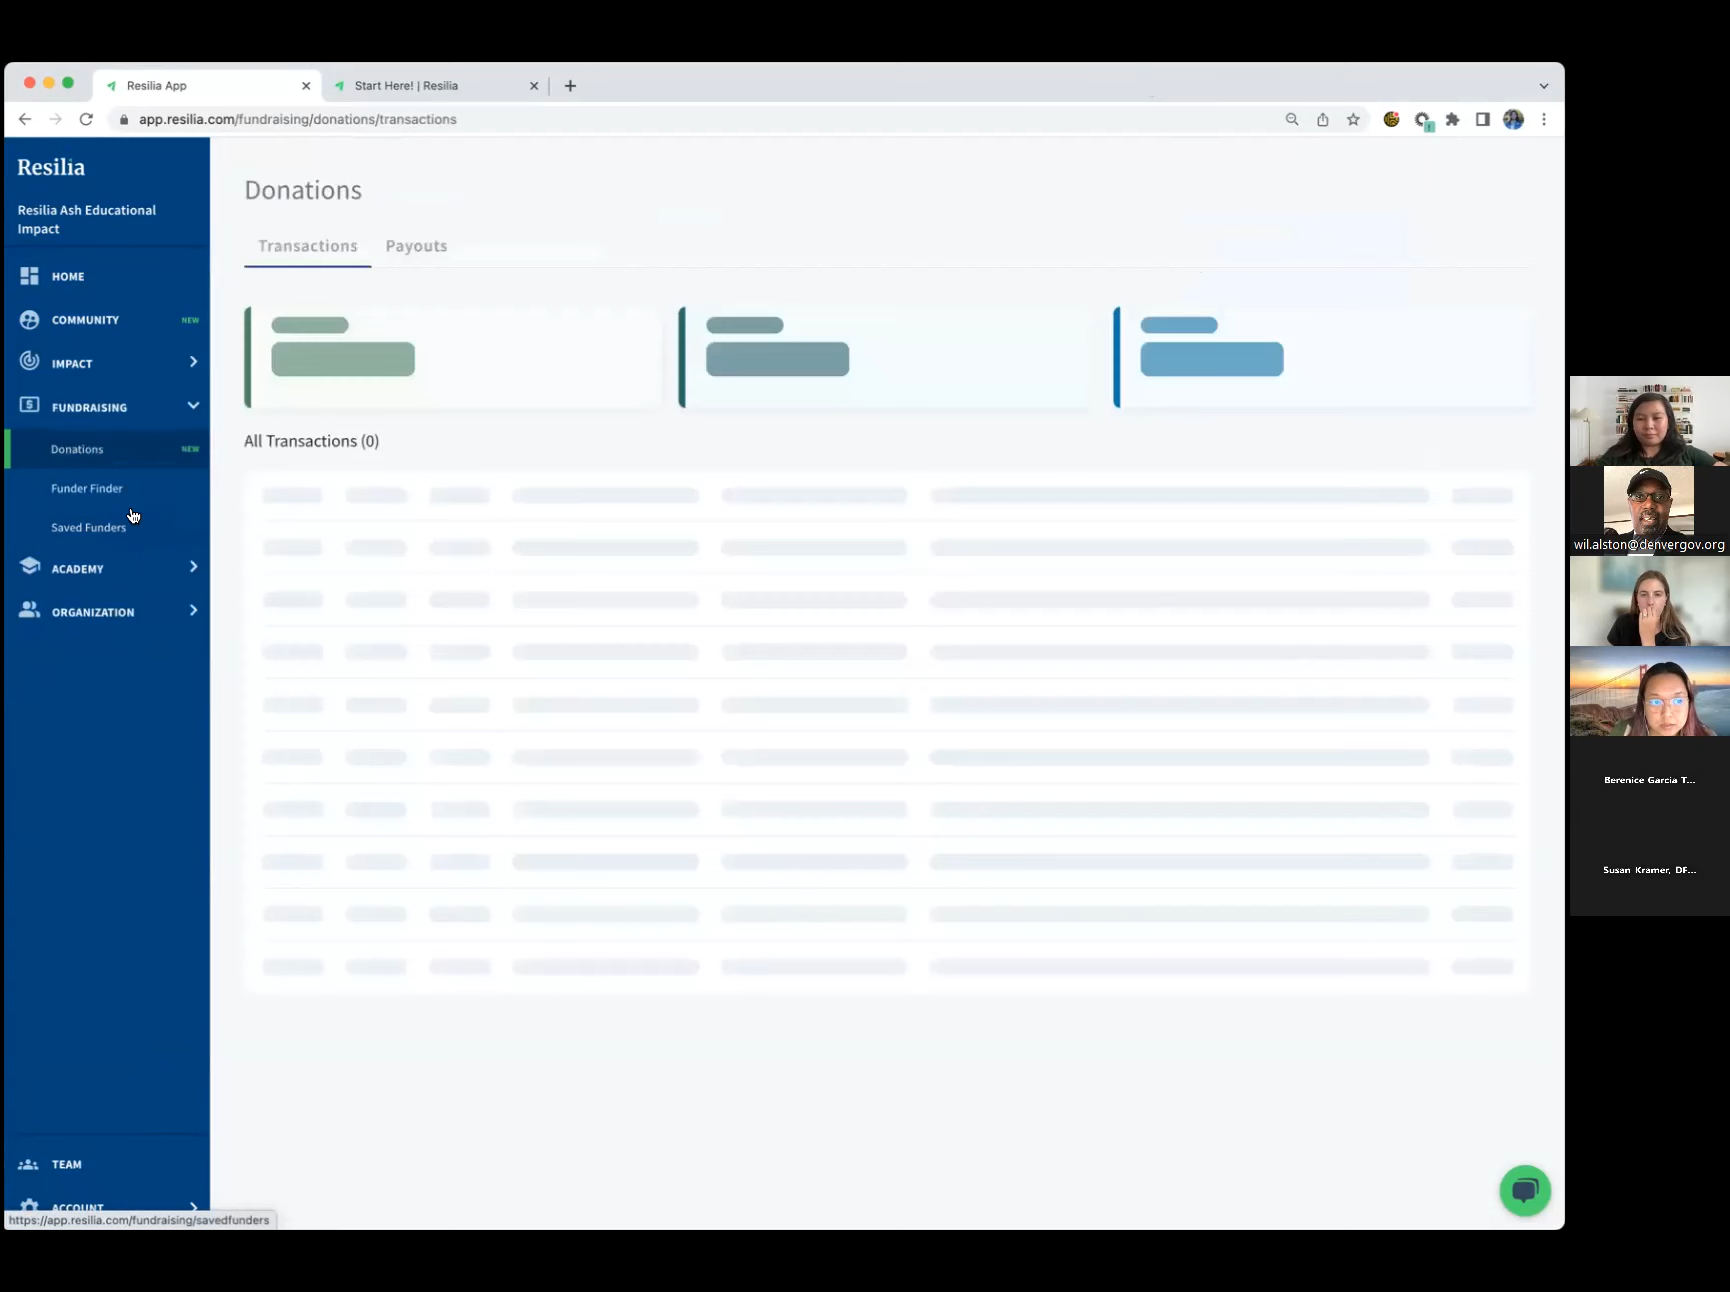 Resilia App
Start Here! | Resilia
app.resilia.com/fundraising/donations/transactions
Resilia
Resilia Ash Educational
Impact
HOME
COMMUNITY NEW
IMPACT
FUNDRAISING
Donations NEW
Funder Finder
Saved Funders
ACADEMY
ORGANIZATION
TEAM
ACCOUNT
https://app.resilia.com/fundraising/savedfunders
Donations
Transactions Payouts
All Transactions (0)
wil.alston@denvergov.org
Berenice Garcia T...
Susan Kramer, DF...